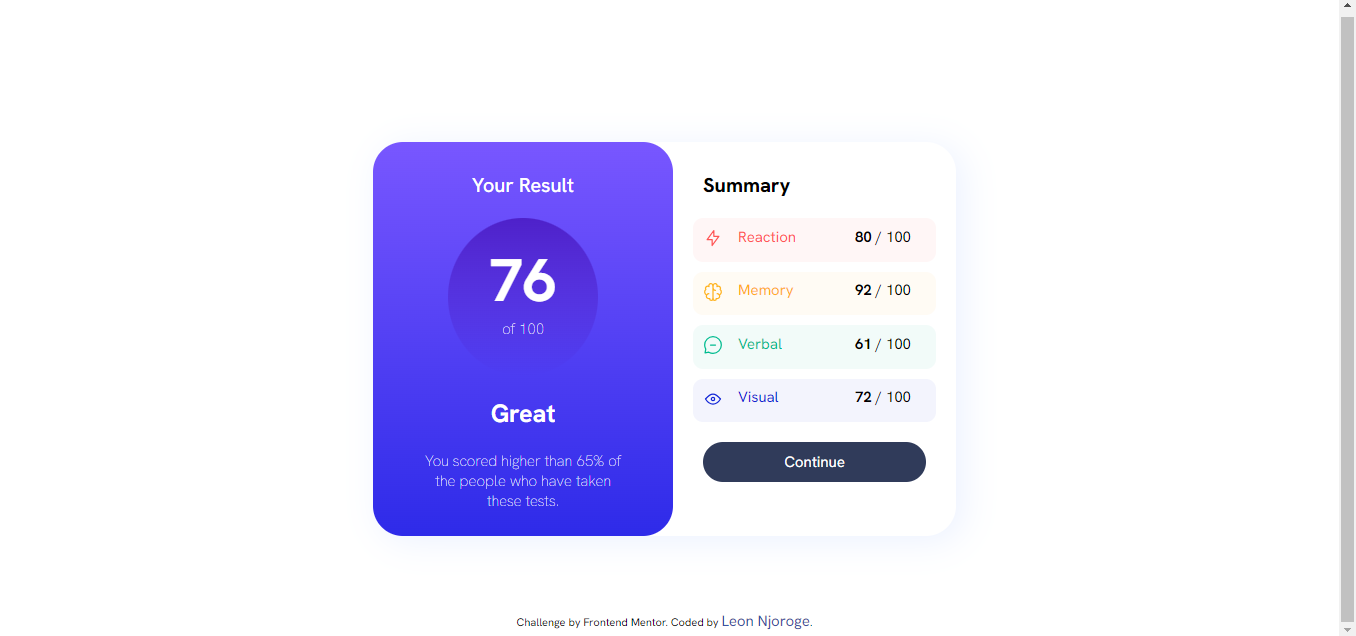 Your Result
76
of 100
Great
You scored higher than 65% of
the people who have taken
these tests.
Summary
Reaction 80 / 100
Memory 92 / 100
Verbal 61 / 100
Visual 72 / 100
Continue
Challenge by Frontend Mentor. Coded by Leon Njoroge.